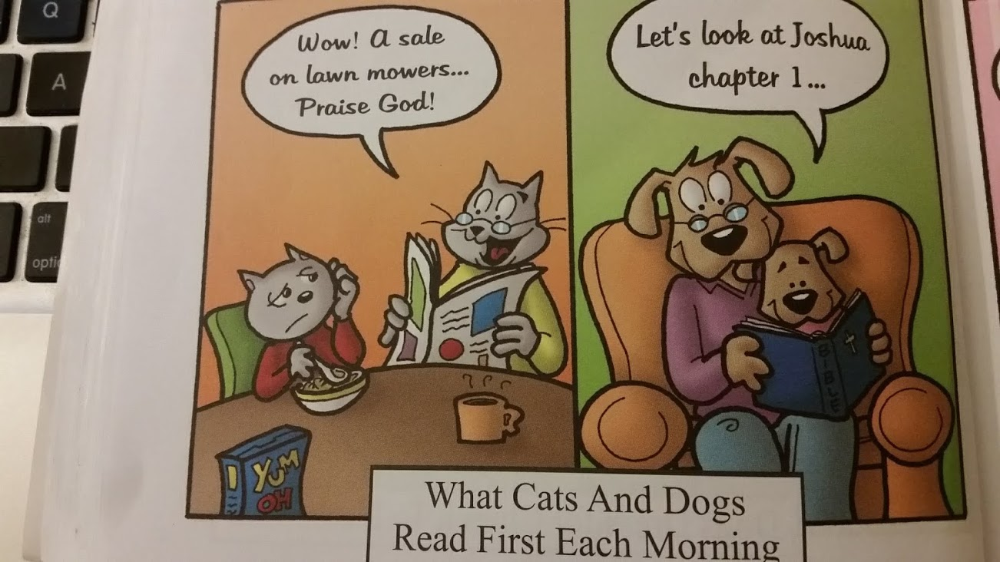 Q
A
alt
optio
Wow! A sale
on lawn mowers...
Praise God!
Let's look at Joshua
chapter 1...
BIBLE
YUM
OH
What Cats And Dogs
Read First Each Morning